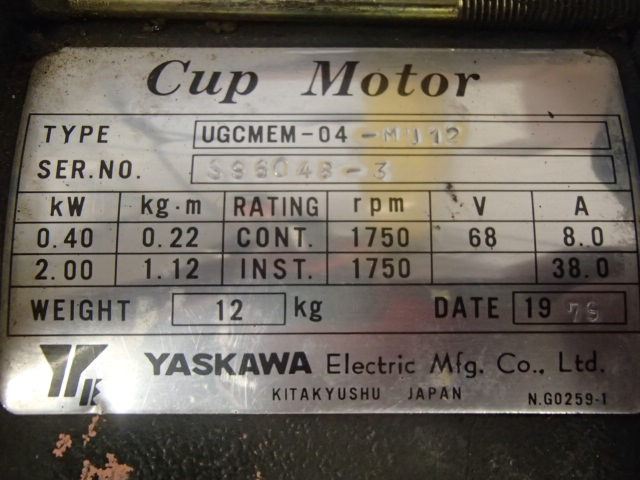 Cup Motor
TYPE UGCMEM-04
SER.NO.
kW kg·m RATING rpm V A
0.40 0.22 CONT. 1750 68 8.0
2.00 1.12 INST. 1750 38.0
WEIGHT 12 kg DATE 19
YASKAWA Electric Mfg. Co., Ltd.
KITAKYUSHU JAPAN N.G0259-1